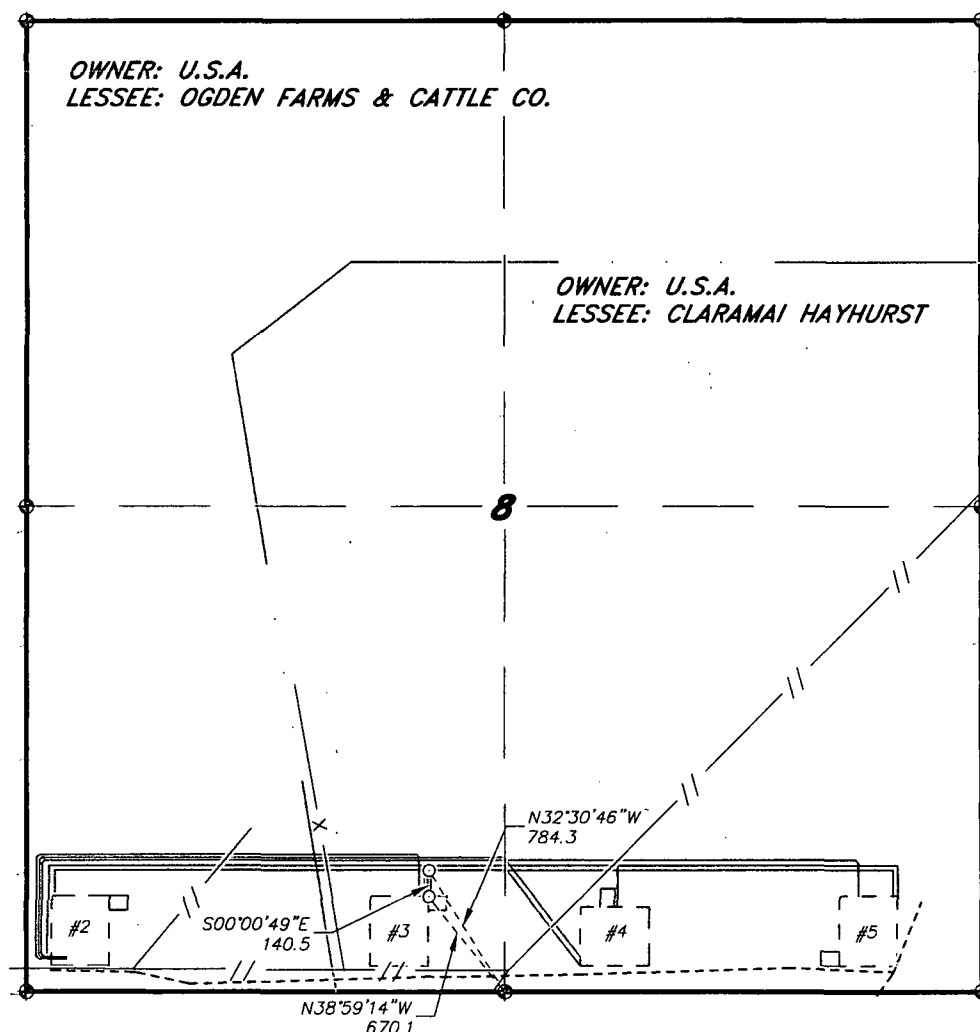 OWNER: U.S.A.
LESSEE: OGDEN FARMS & CATTLE CO.
OWNER: U.S.A.
LESSEE: CLARAMAI HAYHURST
8
N32°30'46"W
784.3
S00°00'49"E
140.5
#2
#3
#4
#5
N38°59'14"W
670.1